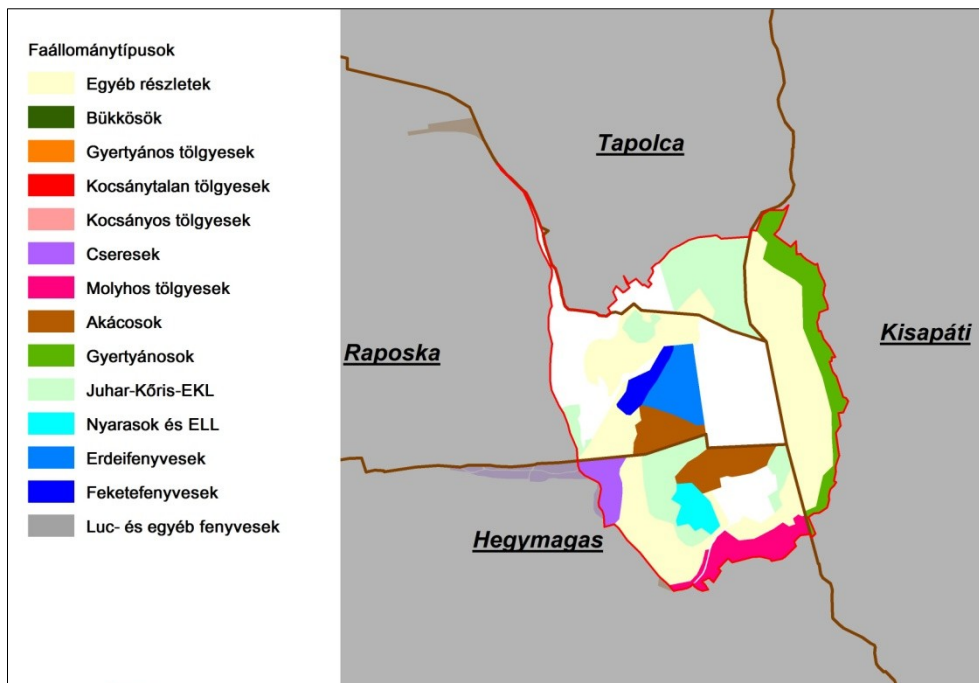 Faállománytípusok
Egyéb részletek
Bükkösök
Gyertyános tölgyesek
Kocsánytalan tölgyesek
Kocsányos tölgyesek
Cseresek
Molyhos tölgyesek
Akácosok
Gyertyánosok
Juhar-Kőris-EKL
Nyarasok és ELL
Erdeifenyvesek
Feketefenyvesek
Luc- és egyéb fenyvesek
Tapolca
Kisapáti
Raposka
Hegymagas